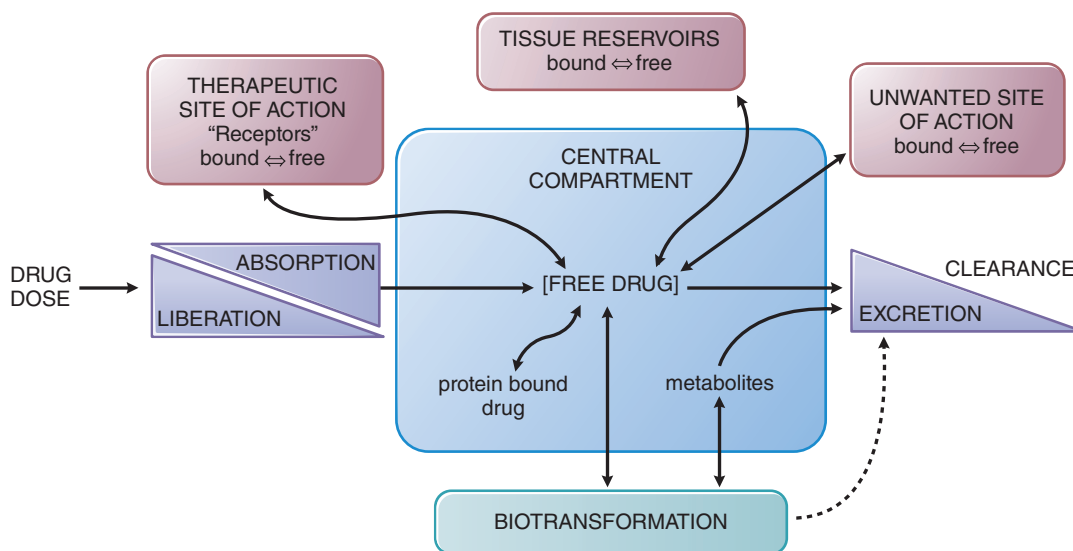 TISSUE RESERVOIRS
bound ⇔ free
THERAPEUTIC
SITE OF ACTION
“Receptors”
bound ⇔ free
UNWANTED SITE
OF ACTION
bound ⇔ free
CENTRAL
COMPARTMENT
DRUG
DOSE
ABSORPTION
LIBERATION
[FREE DRUG]
CLEARANCE
EXCRETION
protein bound
drug
metabolites
BIOTRANSFORMATION